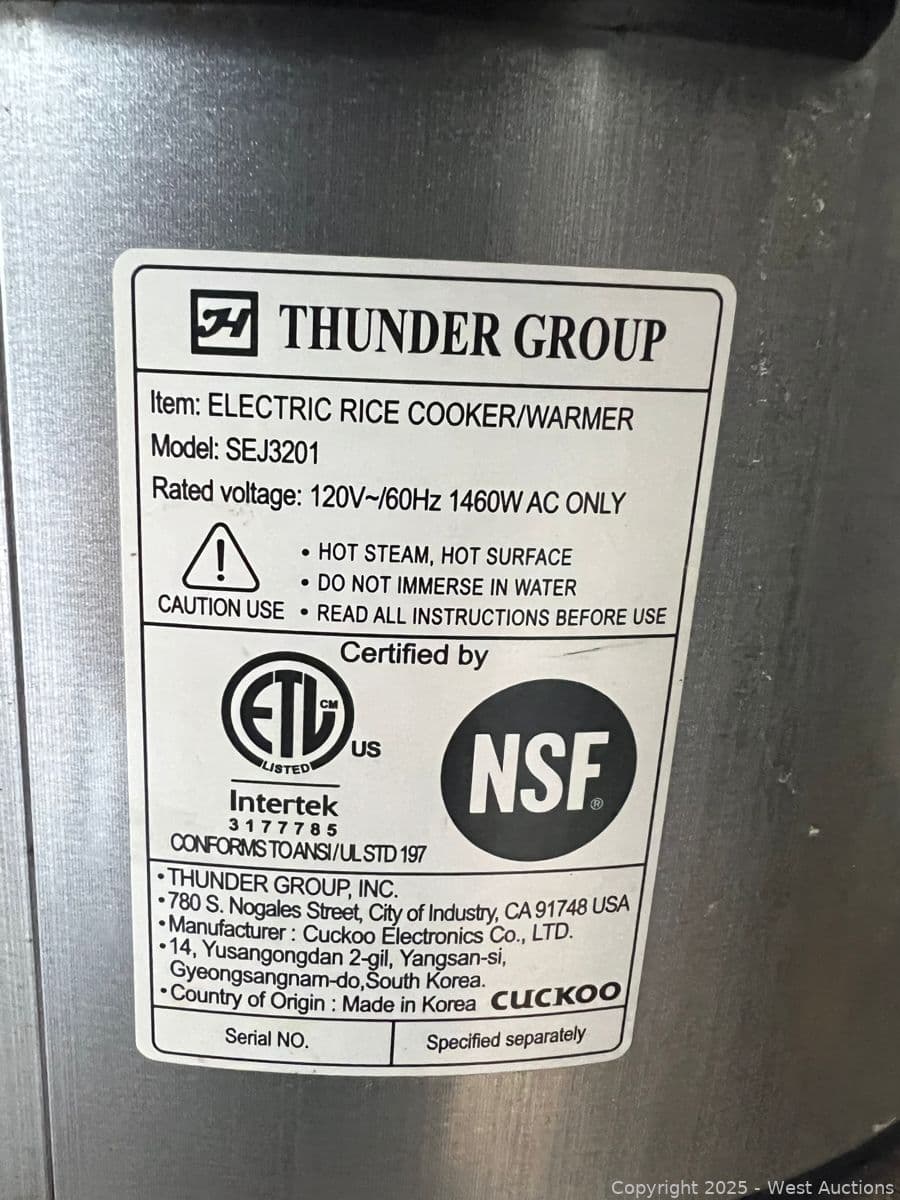 TH THUNDER GROUP
Item: ELECTRIC RICE COOKER/WARMER
Model: SEJ3201
Rated voltage: 120V~/60Hz 1460W AC ONLY
! • HOT STEAM, HOT SURFACE
• DO NOT IMMERSE IN WATER
CAUTION USE • READ ALL INSTRUCTIONS BEFORE USE
Certified by
ETL CM
LISTED US
NSF®
Intertek
3177785
CONFORMS TO ANSI/UL STD 197
•THUNDER GROUP, INC.
•780 S. Nogales Street, City of Industry, CA 91748 USA
•Manufacturer : Cuckoo Electronics Co., LTD.
•14, Yusangongdan 2-gil, Yangsan-si,
Gyeongsangnam-do,South Korea.
•Country of Origin : Made in Korea CUCKOO
Serial NO. Specified separately
Copyright 2025 - West Auctions